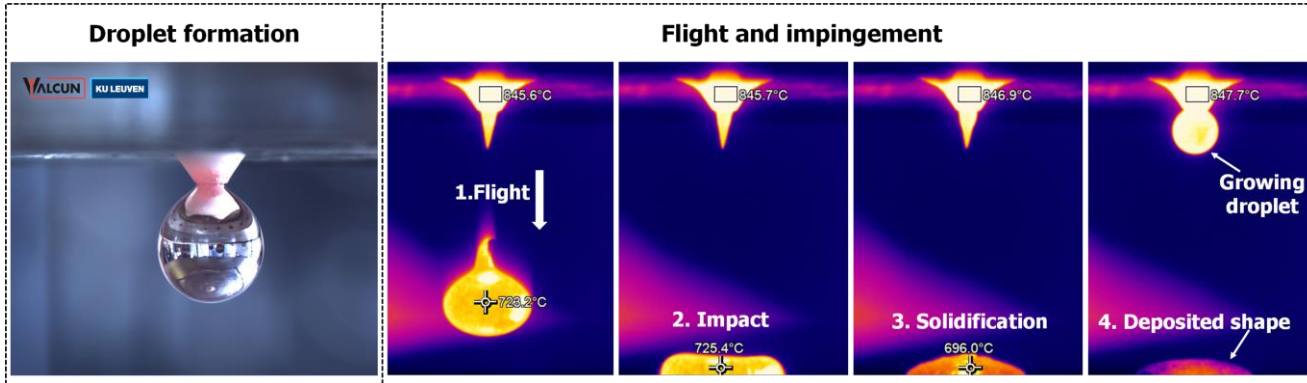 Droplet formation
Flight and impingement
VALCUN KU LEUVEN
845.6°C
1.Flight
723.2°C
845.7°C
2. Impact
725.4°C
846.9°C
3. Solidification
696.0°C
847.7°C
Growing
droplet
4. Deposited shape